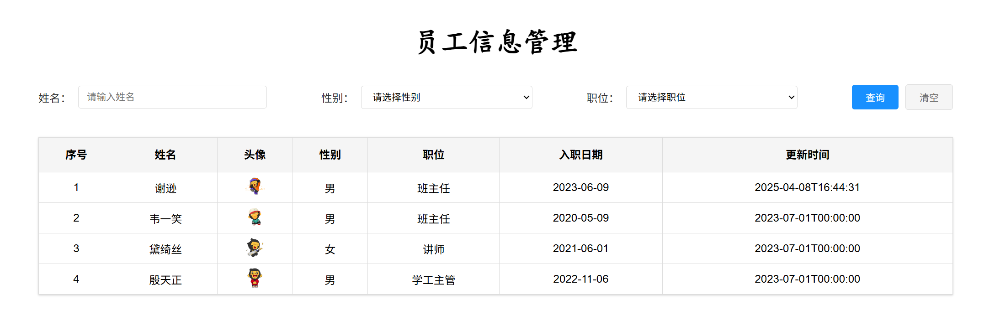 员工信息管理
姓名： 请输入姓名 性别： 请选择性别 职位： 请选择职位 查询 清空
序号 姓名 头像 性别 职位 入职日期 更新时间
1 谢逊 男 班主任 2023-06-09 2025-04-08T16:44:31
2 韦一笑 男 班主任 2020-05-09 2023-07-01T00:00:00
3 黛绮丝 女 讲师 2021-06-01 2023-07-01T00:00:00
4 殷天正 男 学工主管 2022-11-06 2023-07-01T00:00:00